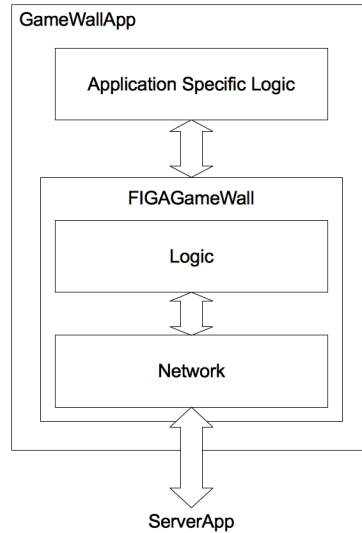 GameWallApp
Application Specific Logic
FIGAGameWall
Logic
Network
ServerApp